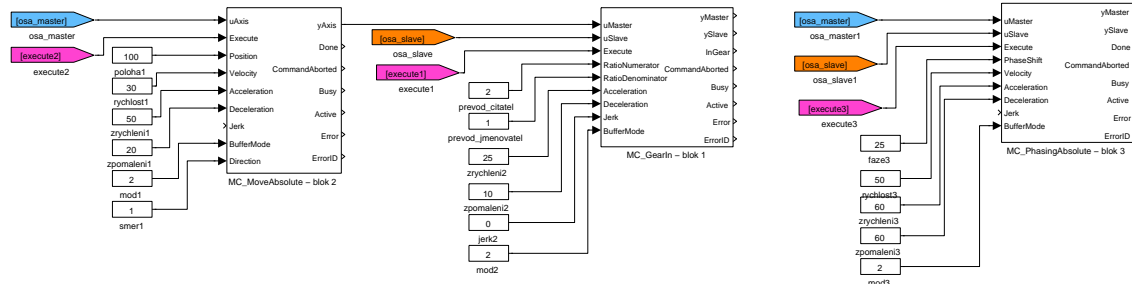 [osa_master]
osa_master
[execute2]
execute2
100
poloha1
30
rychlost1
50
zrychleni1
20
zpomaleni1
2
mod1
1
smer1
uAxis
Execute
Position
Velocity
Acceleration
Deceleration
Jerk
BufferMode
Direction
yAxis
Done
CommandAborted
Busy
Active
Error
ErrorID
MC_MoveAbsolute – blok 2
[osa_slave]
osa_slave
[execute1]
execute1
2
prevod_citatel
1
prevod_jmenovatel
25
zrychleni2
10
zpomaleni2
0
jerk2
2
mod2
uMaster
uSlave
Execute
RatioNumerator
RatioDenominator
Acceleration
Deceleration
Jerk
BufferMode
yMaster
ySlave
InGear
CommandAborted
Busy
Active
Error
ErrorID
MC_GearIn – blok 1
[osa_master]
osa_master1
[osa_slave]
osa_slave1
[execute3]
execute3
25
faze3
50
rychlost3
60
zrychleni3
60
zpomaleni3
2
mod3
uMaster
uSlave
Execute
PhaseShift
Velocity
Acceleration
Deceleration
Jerk
BufferMode
yMaster
ySlave
Done
CommandAborted
Busy
Active
Error
ErrorID
MC_PhasingAbsolute – blok 3